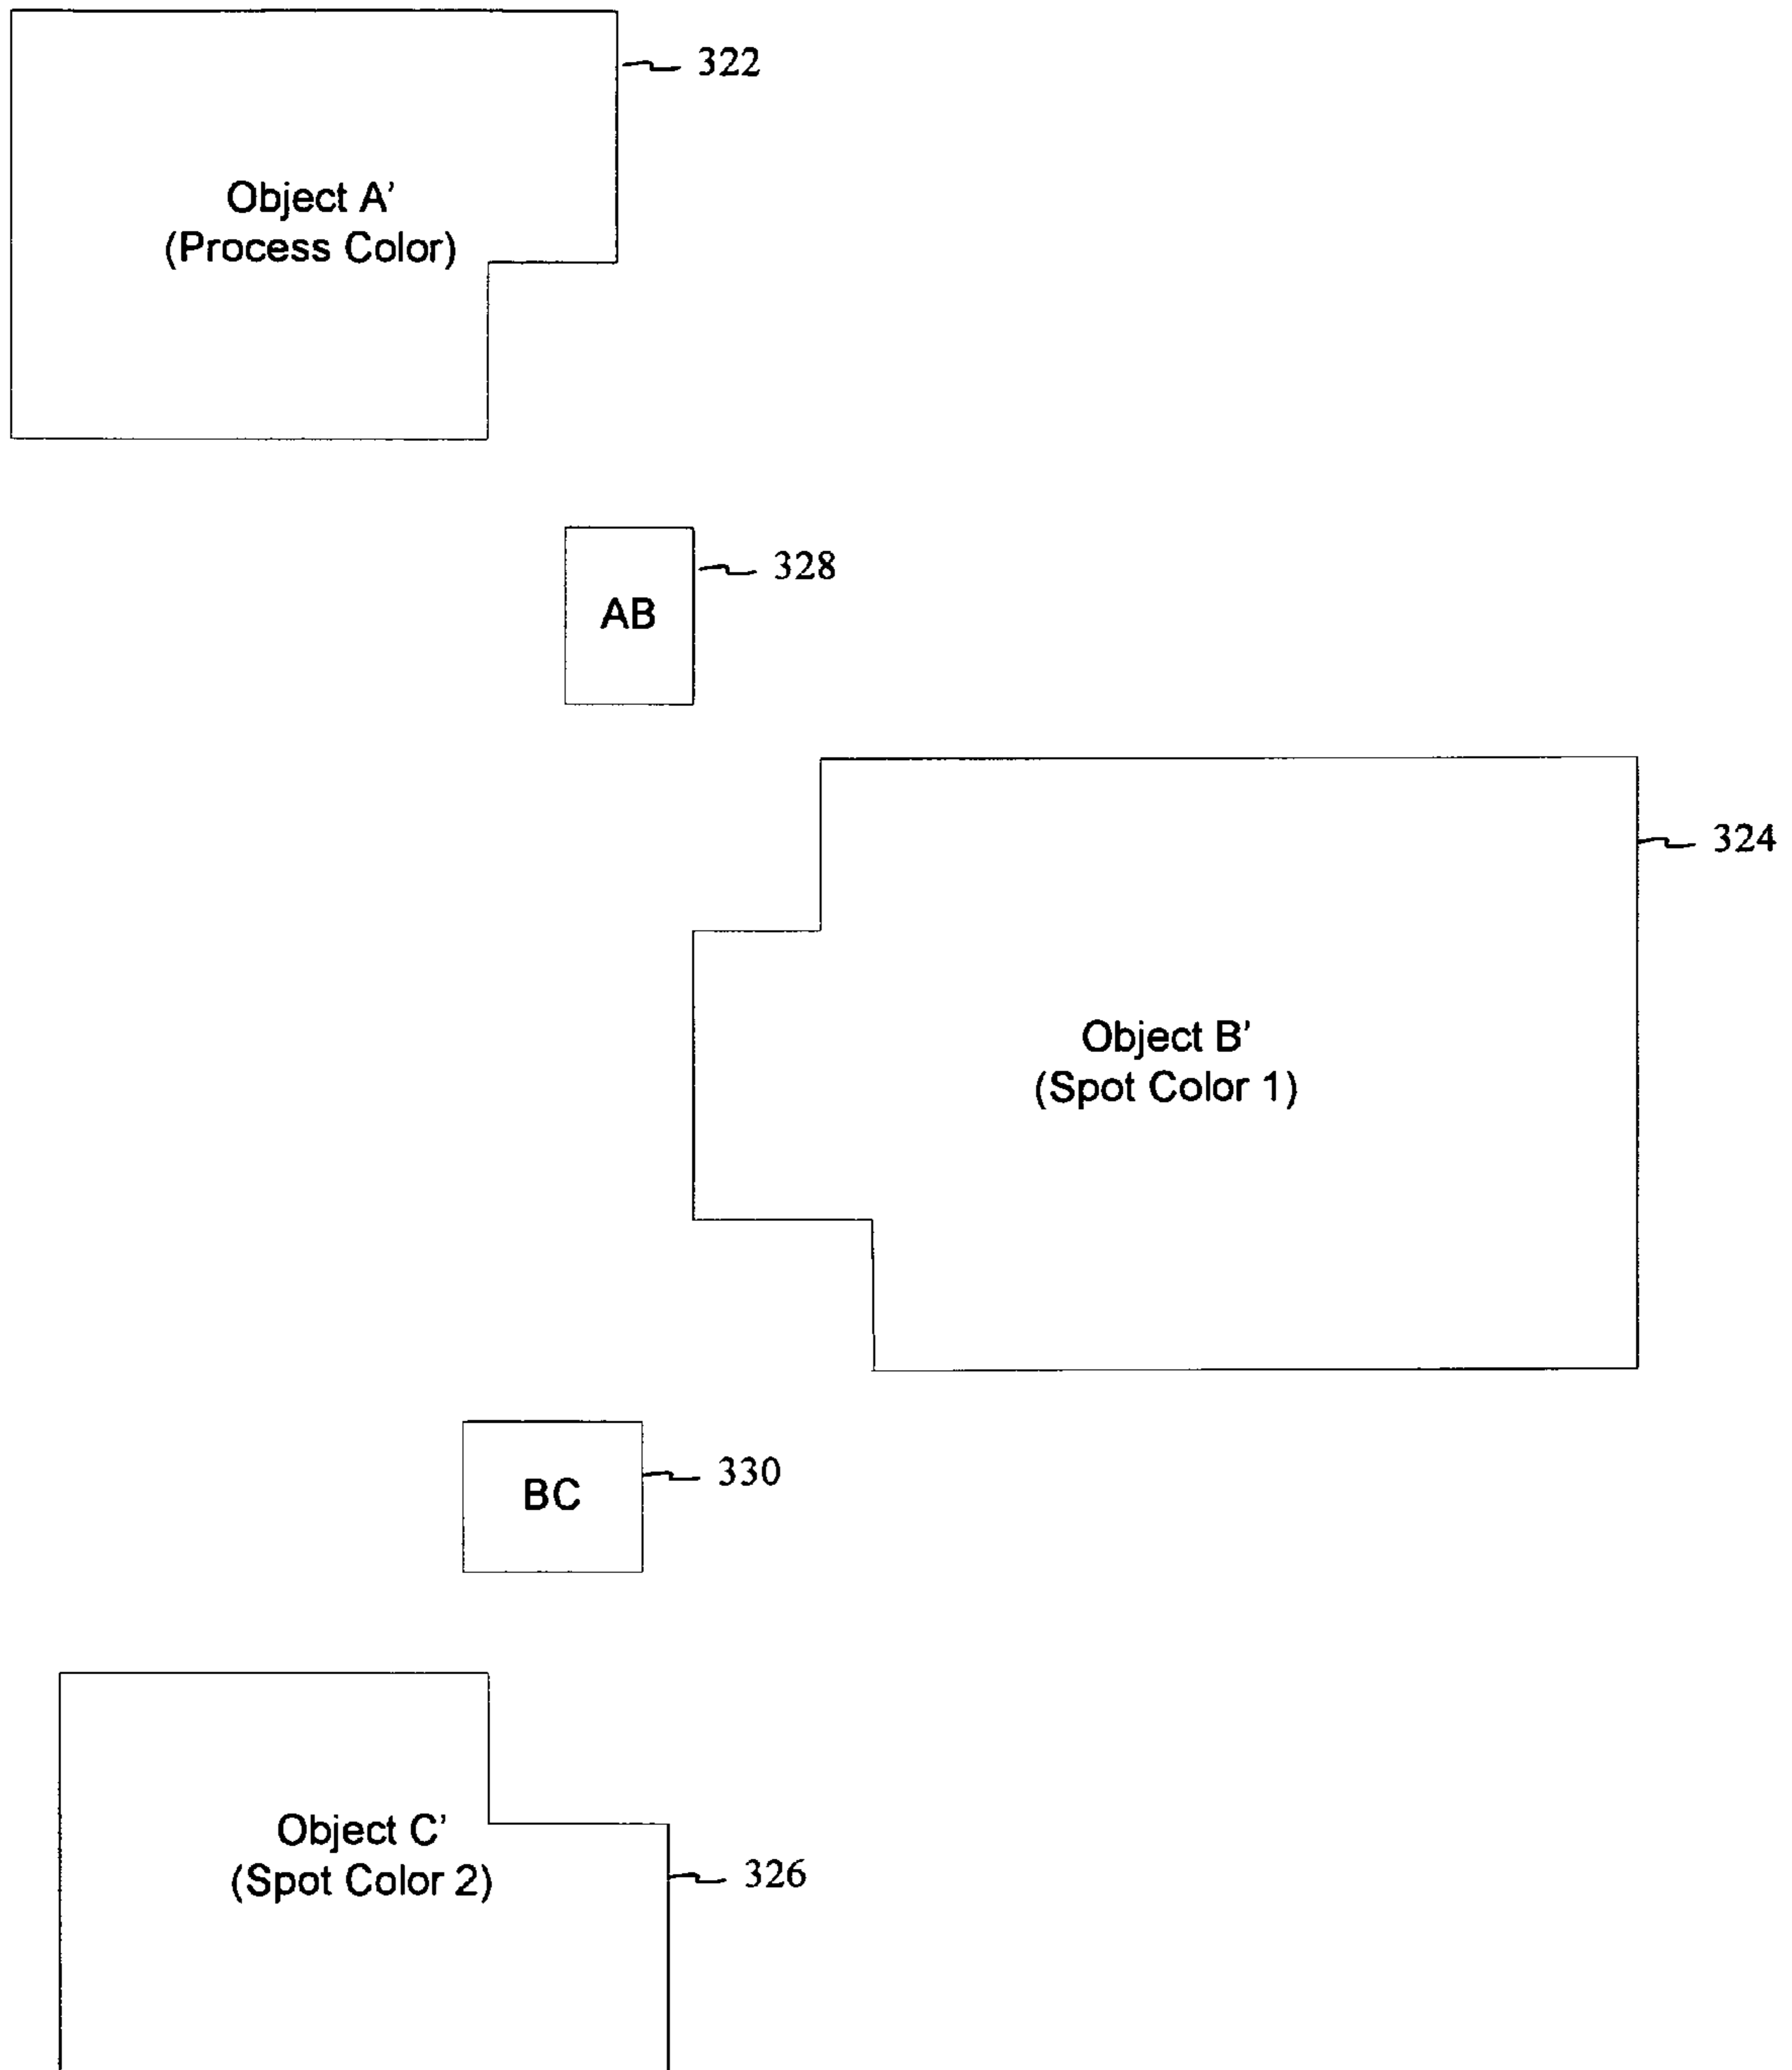 322
Object A'
(Process Color)
328
AB
324
Object B'
(Spot Color 1)
330
BC
Object C'
(Spot Color 2)
326